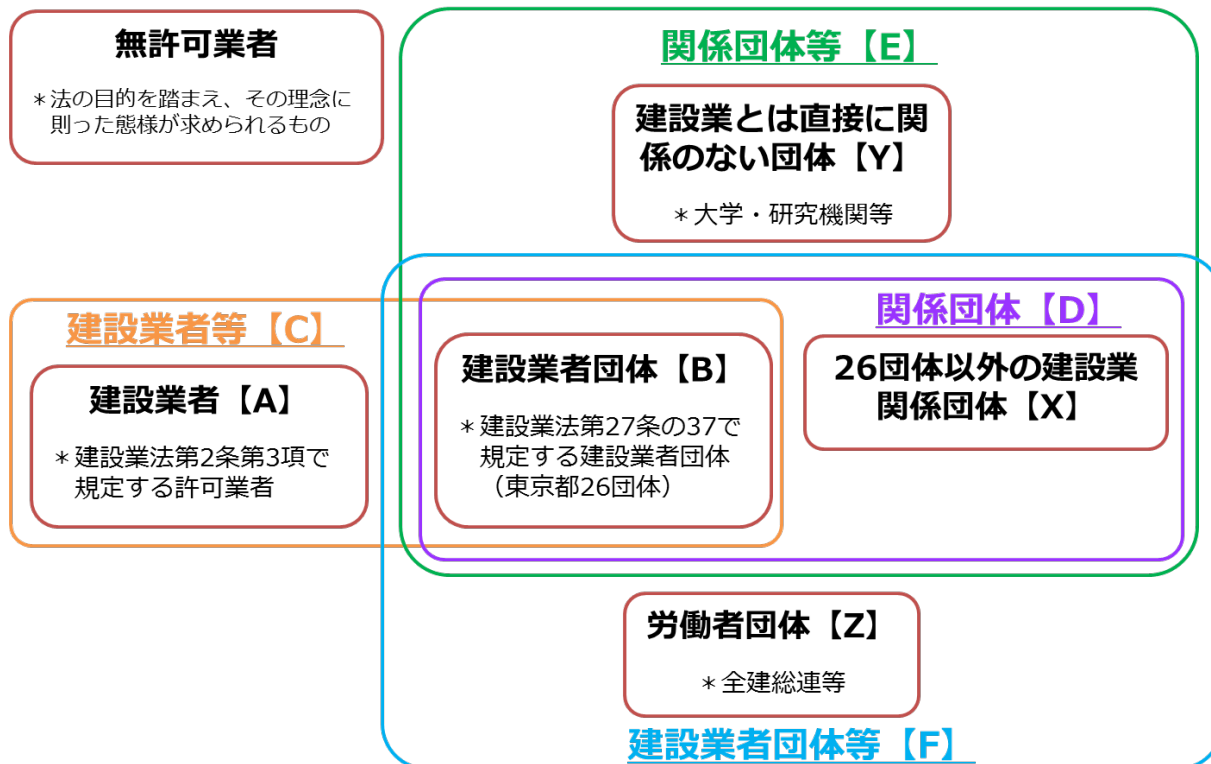 無許可業者
＊法の目的を踏まえ、その理念に
則った態様が求められるもの
関係団体等【E】
建設業とは直接に関
係のない団体【Y】
＊大学・研究機関等
建設業者等【C】
建設業者【A】
＊建設業法第2条第3項で
規定する許可業者
建設業者団体【B】
＊建設業法第27条の37で
規定する建設業者団体
（東京都26団体）
関係団体【D】
26団体以外の建設業
関係団体【X】
労働者団体【Z】
＊全建総連等
建設業者団体等【F】